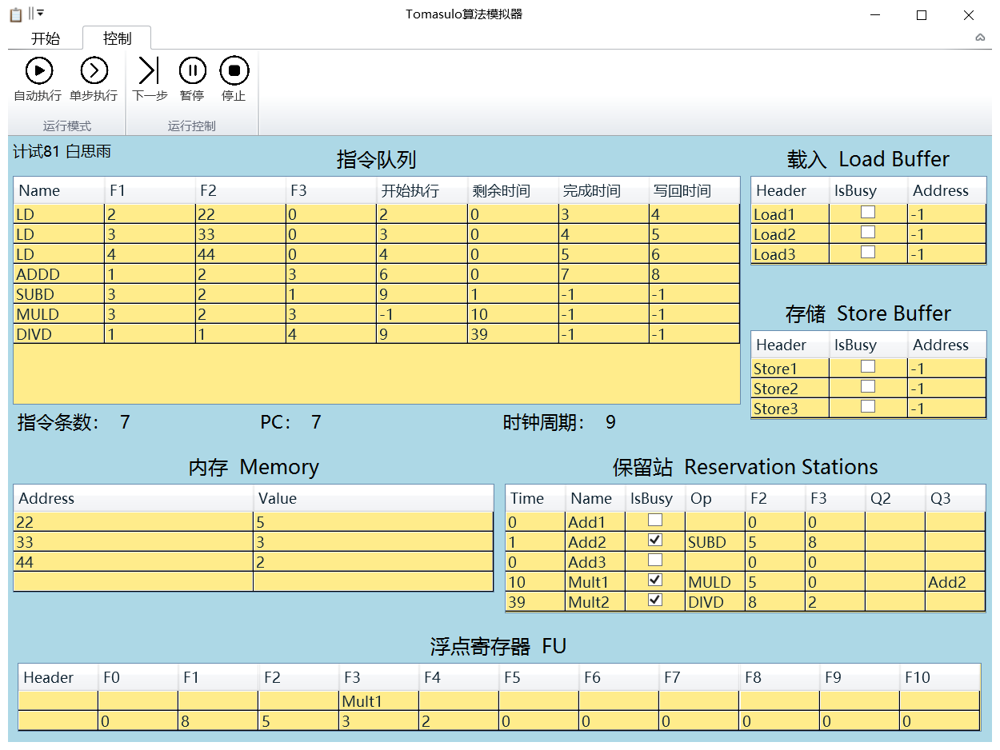 Tomasulo算法模拟器
开始 控制
自动执行 单步执行 下一步 暂停 停止
运行模式 运行控制
计试81 白思雨
指令队列
Name F1 F2 F3 开始执行 剩余时间 完成时间 写回时间
LD 2 22 0 2 0 3 4
LD 3 33 0 3 0 4 5
LD 4 44 0 4 0 5 6
ADDD 1 2 3 6 0 7 8
SUBD 3 2 1 9 1 -1 -1
MULD 3 2 3 -1 10 -1 -1
DIVD 1 1 4 9 39 -1 -1
指令条数： 7 PC： 7 时钟周期： 9
载入 Load Buffer
Header IsBusy Address
Load1 -1
Load2 -1
Load3 -1
存储 Store Buffer
Header IsBusy Address
Store1 -1
Store2 -1
Store3 -1
内存 Memory
Address Value
22 5
33 3
44 2
保留站 Reservation Stations
Time Name IsBusy Op F2 F3 Q2 Q3
0 Add1 0 0
1 Add2 SUBD 5 8
0 Add3 0 0
10 Mult1 MULD 5 0 Add2
39 Mult2 DIVD 8 2
浮点寄存器 FU
Header F0 F1 F2 F3 F4 F5 F6 F7 F8 F9 F10
Mult1
0 8 5 3 2 0 0 0 0 0 0